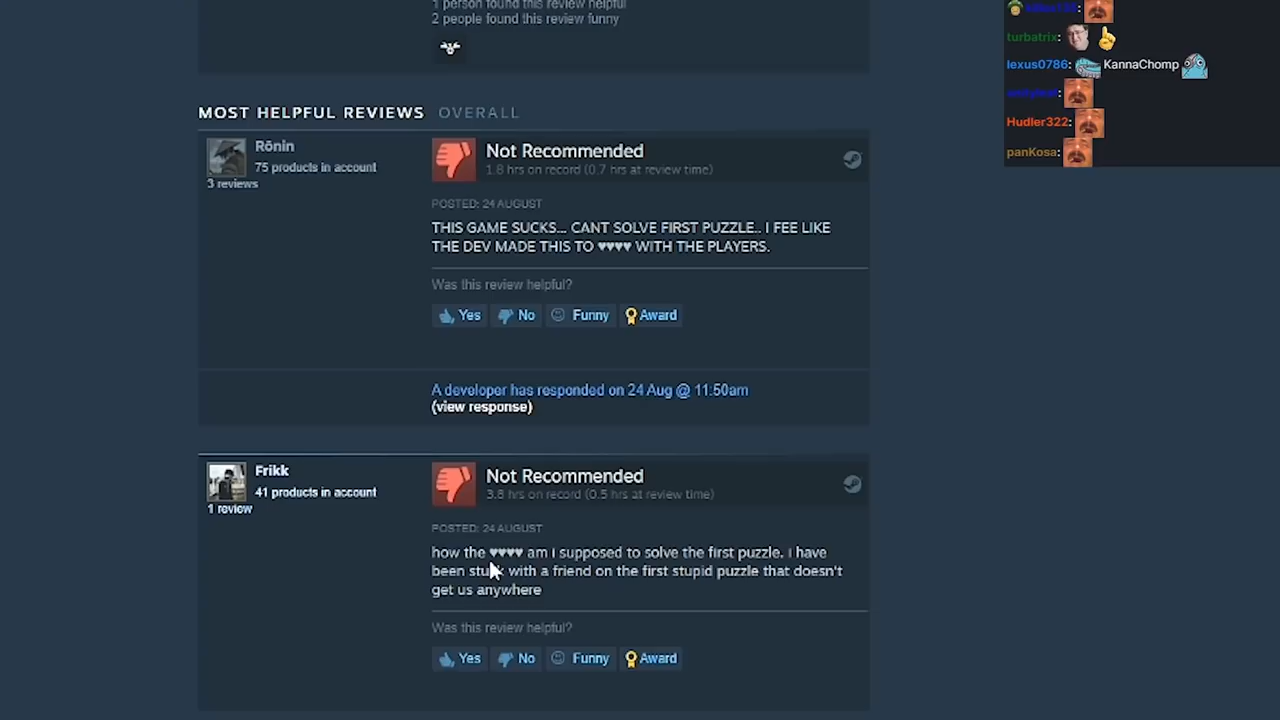 1 person found this review helpful
2 people found this review funny
MOST HELPFUL REVIEWS OVERALL
Rōnin
75 products in account
3 reviews
Not Recommended
1.8 hrs on record (0.7 hrs at review time)
POSTED: 24 AUGUST
THIS GAME SUCKS... CANT SOLVE FIRST PUZZLE.. I FEE LIKE
THE DEV MADE THIS TO ♥♥♥♥ WITH THE PLAYERS.
Was this review helpful?
Yes No Funny Award
A developer has responded on 24 Aug @ 11:50am
(view response)
Frikk
41 products in account
1 review
Not Recommended
3.8 hrs on record (0.5 hrs at review time)
POSTED: 24 AUGUST
how the ♥♥♥♥ am i supposed to solve the first puzzle. i have
been stuck with a friend on the first stupid puzzle that doesn't
get us anywhere
Was this review helpful?
Yes No Funny Award
turbatrix:
lexus0786: KannaChomp
Hudler322:
panKosa: